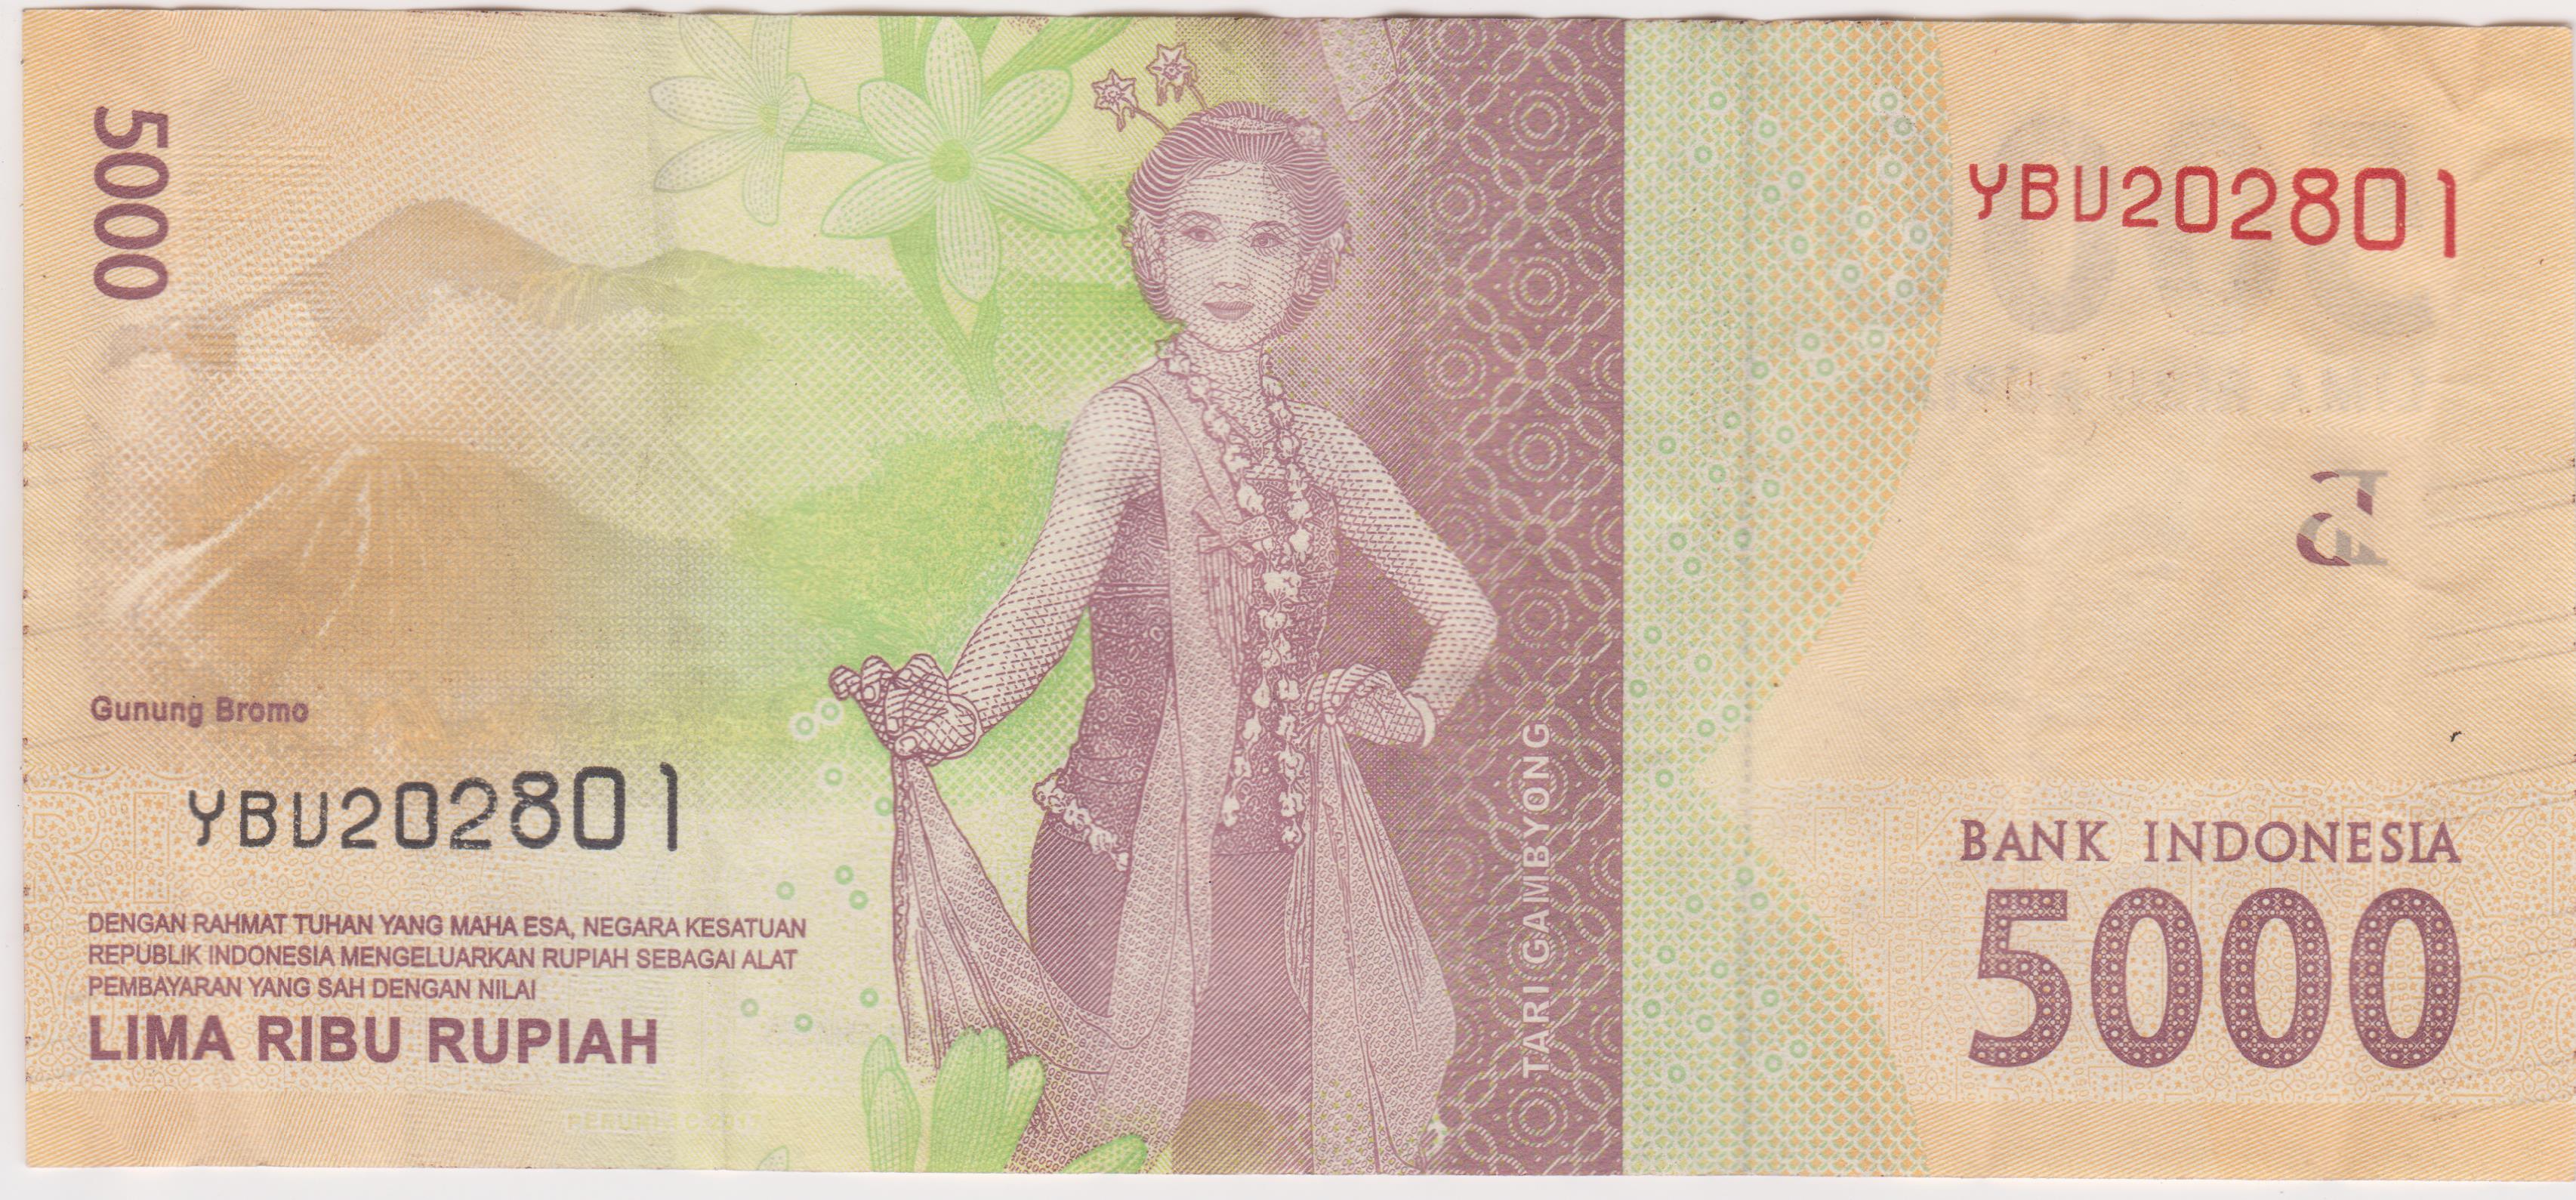 5000
YBU202801
Gunung Bromo
YBU202801
DENGAN RAHMAT TUHAN YANG MAHA ESA, NEGARA KESATUAN
REPUBLIK INDONESIA MENGELUARKAN RUPIAH SEBAGAI ALAT
PEMBAYARAN YANG SAH DENGAN NILAI
LIMA RIBU RUPIAH
TARI GAMBYONG
BANK INDONESIA
5000